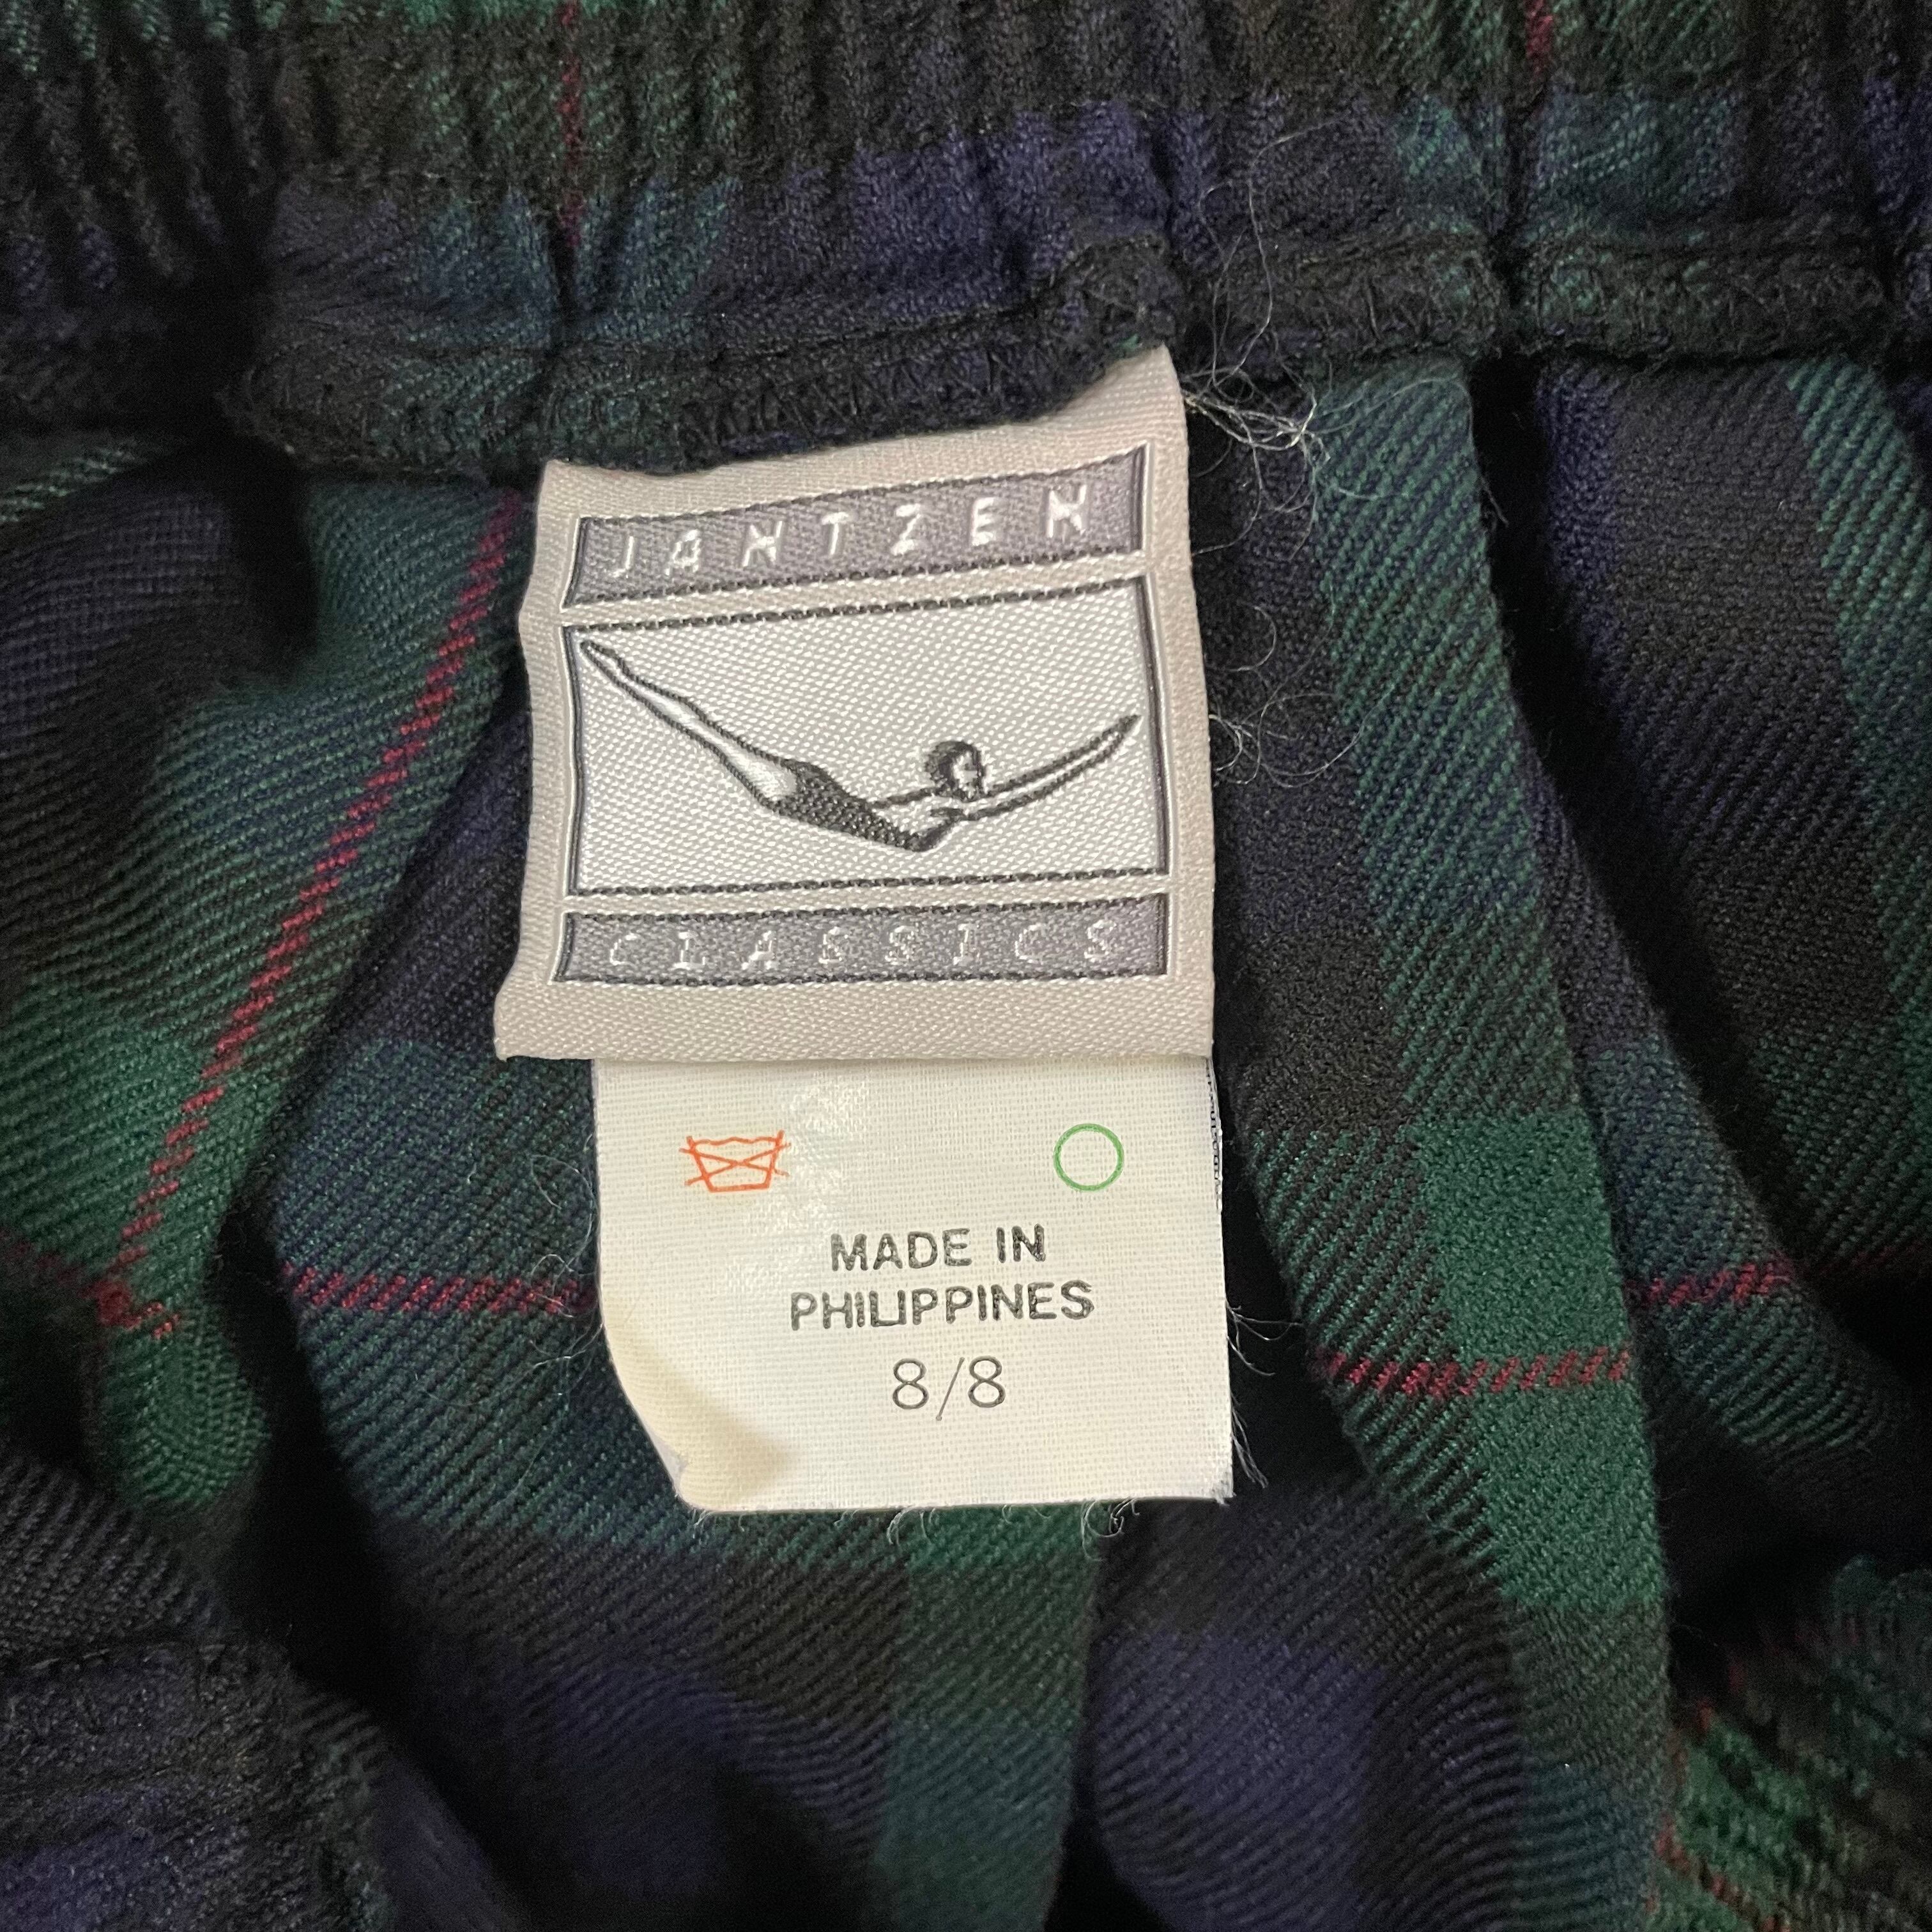 JANTZEN
CLASSICS
MADE IN
PHILIPPINES
8/8